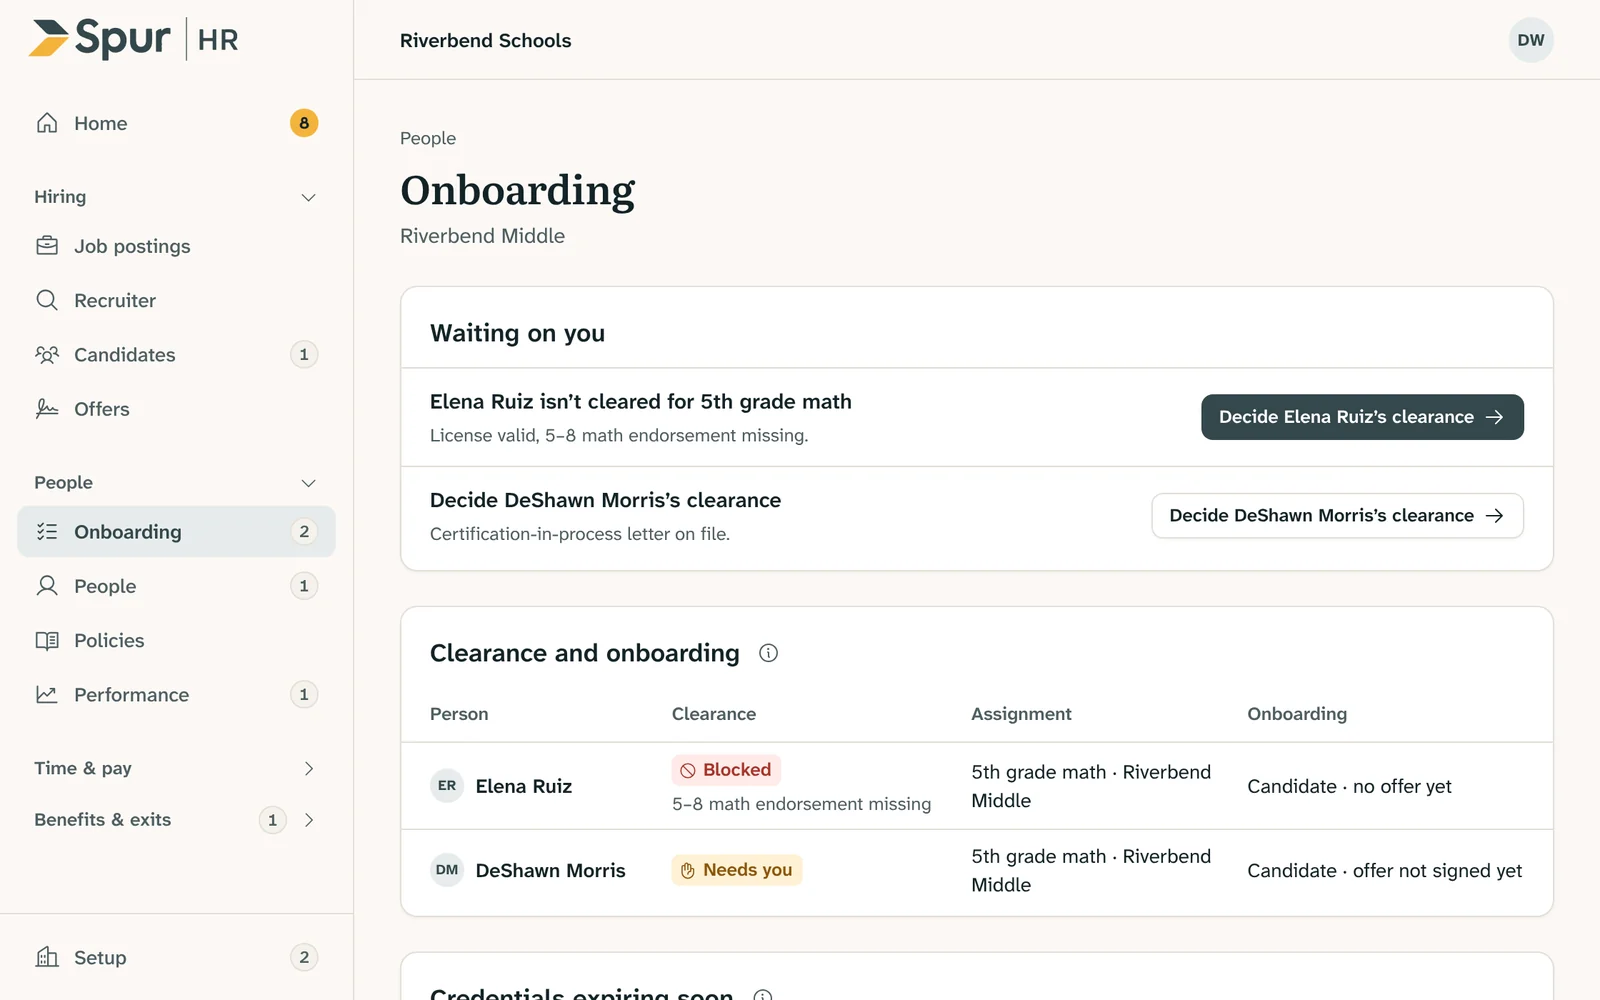 Spur HR
Home 8
Hiring
Job postings
Recruiter
Candidates 1
Offers
People
Onboarding 2
People 1
Policies
Performance 1
Time & pay
Benefits & exits 1
Setup 2
Riverbend Schools
DW
People
Onboarding
Riverbend Middle
Waiting on you
Elena Ruiz isn’t cleared for 5th grade math
License valid, 5–8 math endorsement missing.
Decide Elena Ruiz’s clearance
Decide DeShawn Morris’s clearance
Certification-in-process letter on file.
Decide DeShawn Morris’s clearance
Clearance and onboarding
Person Clearance Assignment Onboarding
ER Elena Ruiz
Blocked
5–8 math endorsement missing
5th grade math · Riverbend
Middle
Candidate · no offer yet
DM DeShawn Morris
Needs you
5th grade math · Riverbend
Middle
Candidate · offer not signed yet
Credentials expiring soon